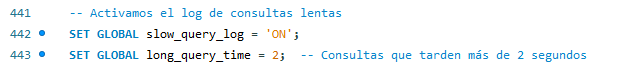 441 -- Activamos el log de consultas lentas
442 SET GLOBAL slow_query_log = 'ON';
443 SET GLOBAL long_query_time = 2; -- Consultas que tarden más de 2 segundos